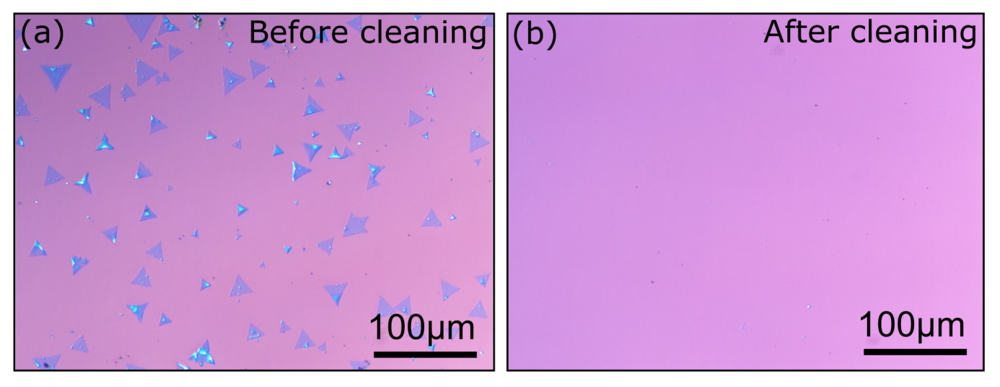 (a) Before cleaning
100µm
(b) After cleaning
100µm